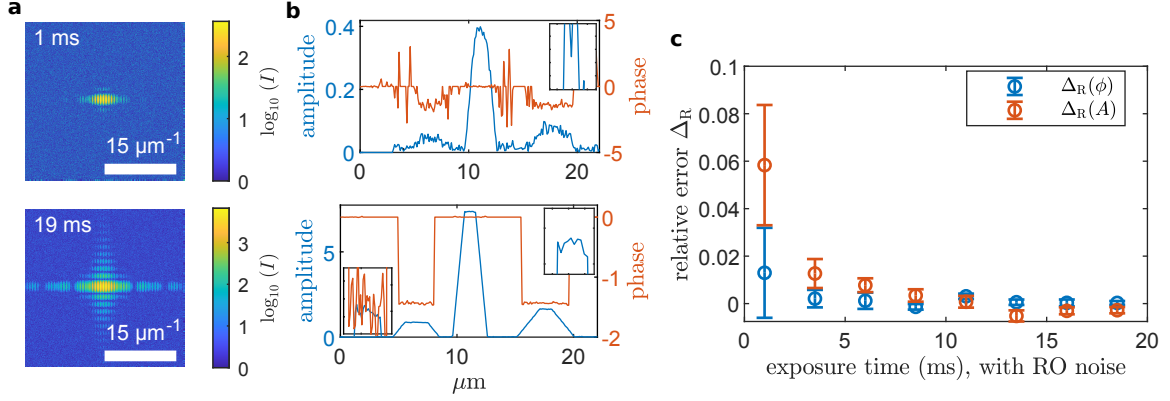 a
1 ms
15 µm⁻¹
2
1
0
log₁₀ (I)
19 ms
15 µm⁻¹
3
2
1
0
log₁₀ (I)
b
0.4
0.2
0
amplitude
5
0
-5
phase
0
10
20
5
0
amplitude
0
-1
-2
phase
0
10
20
µm
c
0.1
0.08
0.06
0.04
0.02
0
relative error Δ_R
Δ_R(ϕ)
Δ_R(A)
0
5
10
15
20
exposure time (ms), with RO noise